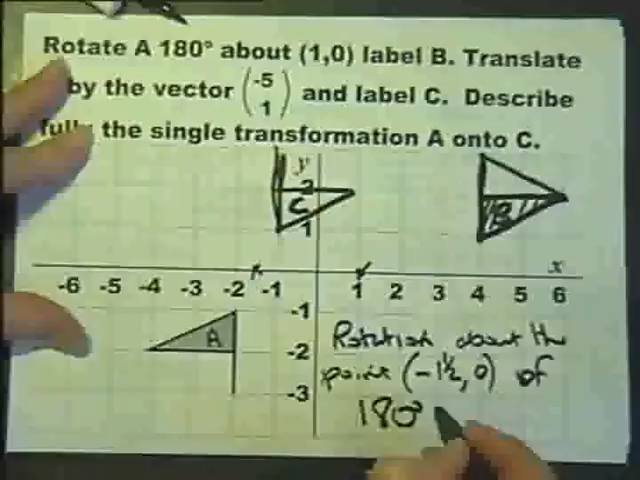 Rotate A 180° about (1,0) label B. Translate
by the vector (-5
1) and label C. Describe
fully the single transformation A onto C.
y
2
C
B
1
x
-6 -5 -4 -3 -2 -1 1 2 3 4 5 6
-1
A
Rotation about the
-2
point (-1½, 0) of
-3
180°